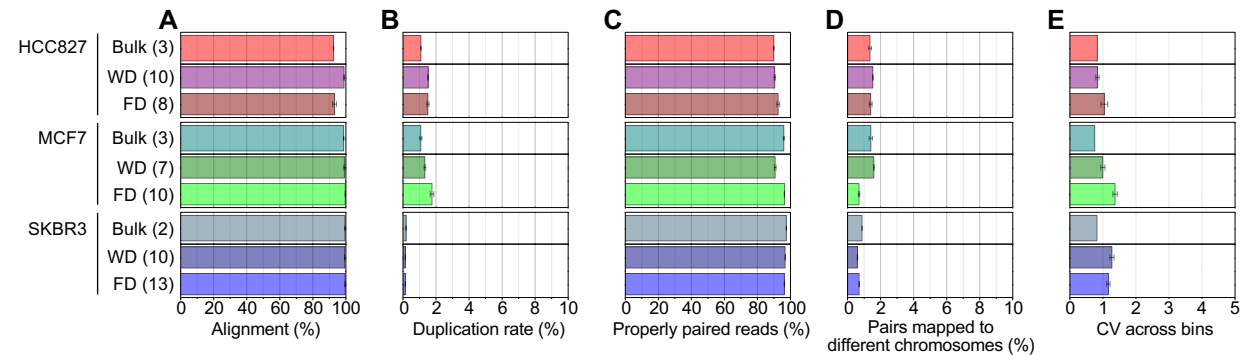 A B C D E
HCC827
Bulk (3)
WD (10)
FD (8)
MCF7
Bulk (3)
WD (7)
FD (10)
SKBR3
Bulk (2)
WD (10)
FD (13)
0 20 40 60 80 100
Alignment (%)
0 2 4 6 8 10
Duplication rate (%)
0 20 40 60 80 100
Properly paired reads (%)
0 2 4 6 8 10
Pairs mapped to
different chromosomes (%)
0 1 2 3 4 5
CV across bins